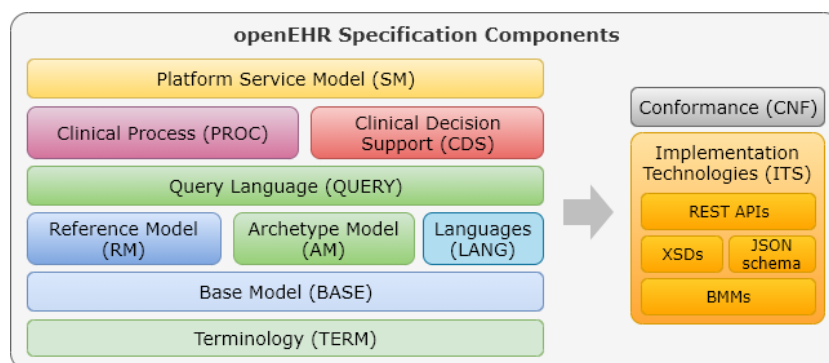 openEHR Specification Components
Platform Service Model (SM)
Clinical Process (PROC)
Clinical Decision
Support (CDS)
Query Language (QUERY)
Reference Model
(RM)
Archetype Model
(AM)
Languages
(LANG)
Base Model (BASE)
Terminology (TERM)
Conformance (CNF)
Implementation
Technologies (ITS)
REST APIs
XSDs
JSON
schema
BMMs